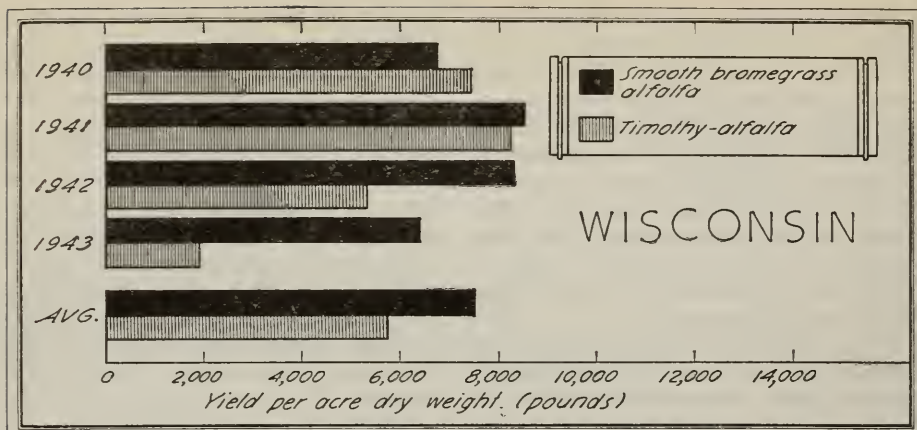 1940
1941
1942
1943
AVG.
Smooth bromegrass
alfalfa
Timothy-alfalfa
WISCONSIN
0 2,000 4,000 6,000 8,000 10,000 12,000 14,000
Yield per acre dry weight. (pounds)